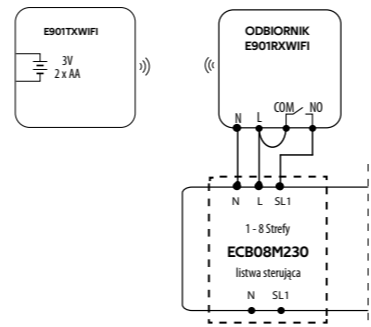 E901TXWIFI
3V
2 x AA
ODBIORNIK
E901RXWIFI
COM NO
N L
N L SL1
1 - 8 Strefy
ECB08M230
listwa sterująca
N SL1